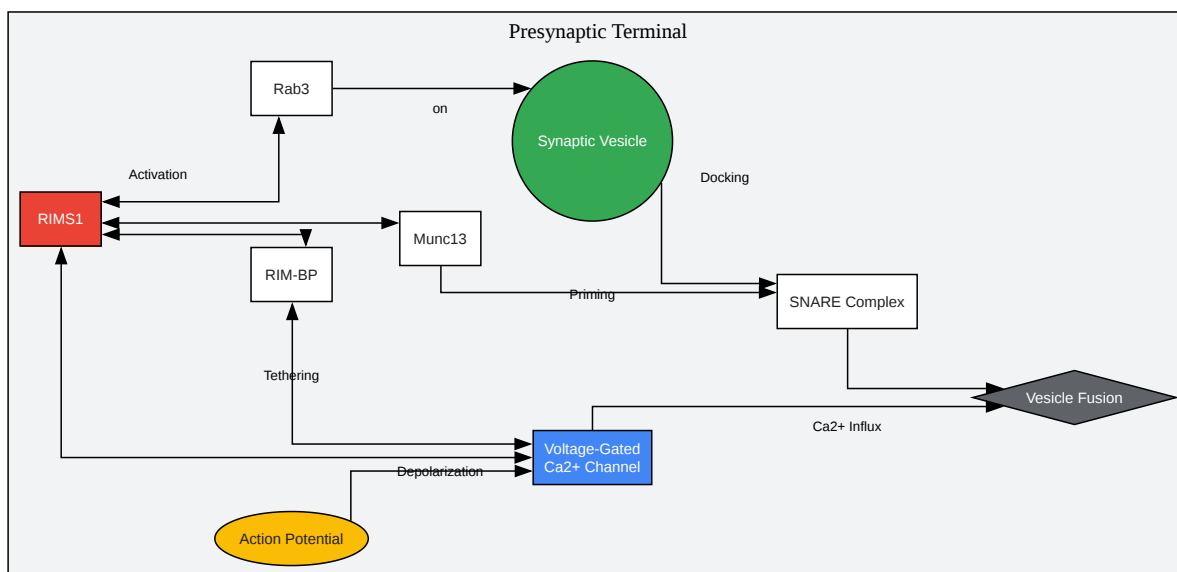 Presynaptic Terminal
Rab3
on
Synaptic Vesicle
Activation
Docking
RIMS1
Munc13
RIM-BP
Priming
SNARE Complex
Tethering
Vesicle Fusion
Ca2+ Influx
Voltage-Gated
Ca2+ Channel
Depolarization
Action Potential